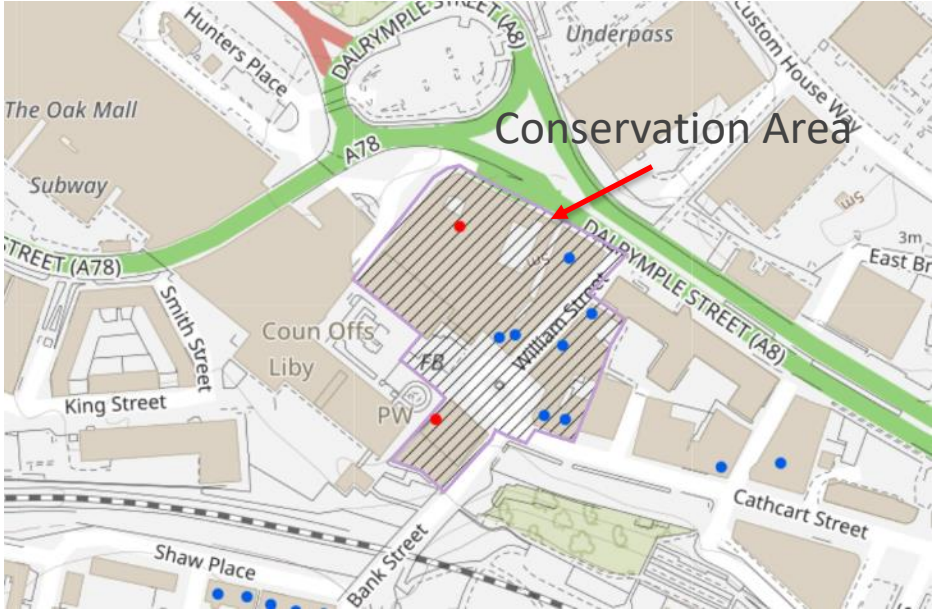 DALRYMPLE STREET (A8)
Underpass
Custom House Way
Hunters Place
The Oak Mall
Conservation Area
A78
Subway
5m
3m
STREET (A78)
DALRYMPLE STREET (A8)
East Br
5m
Smith Street
William Street
Coun Offs
Liby
FB
King Street
PW
Cathcart Street
Shaw Place
Bank Street